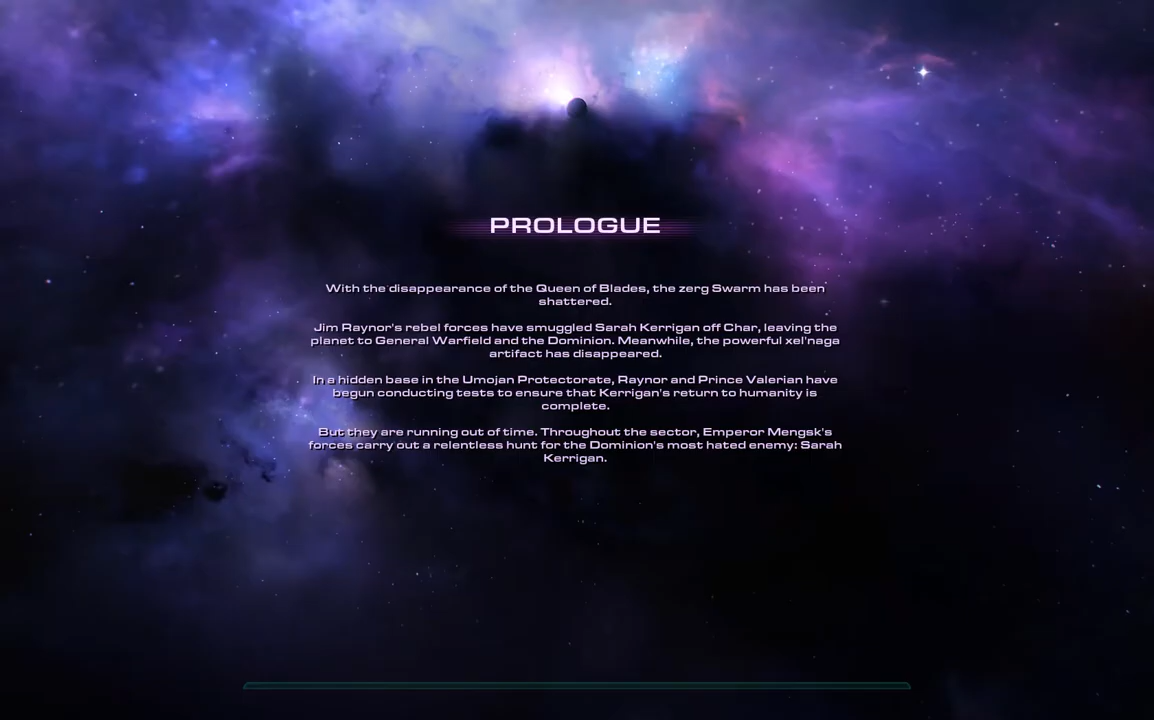 PROLOGUE
With the disappearance of the Queen of Blades, the zerg Swarm has been
shattered.
Jim Raynor's rebel forces have smuggled Sarah Kerrigan off Char, leaving the
planet to General Warfield and the Dominion. Meanwhile, the powerful xel'naga
artifact has disappeared.
In a hidden base in the Umojan Protectorate, Raynor and Prince Valerian have
begun conducting tests to ensure that Kerrigan's return to humanity is
complete.
But they are running out of time. Throughout the sector, Emperor Mengsk's
forces carry out a relentless hunt for the Dominion's most hated enemy: Sarah
Kerrigan.